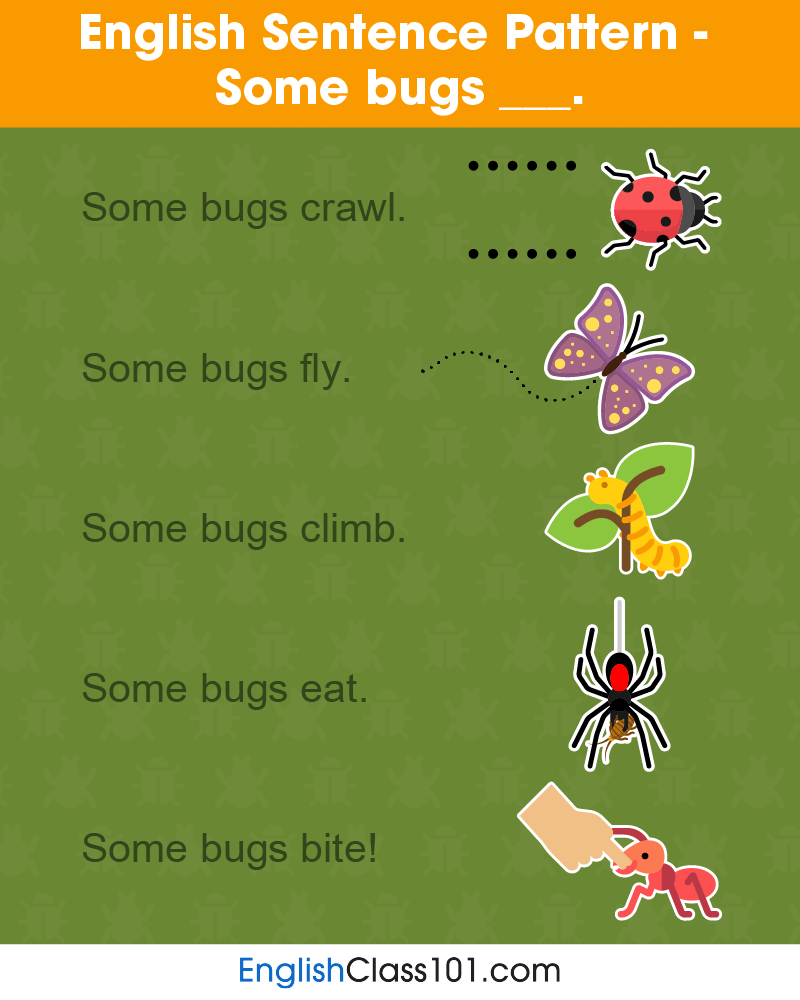 English Sentence Pattern -
Some bugs ___.
Some bugs crawl.
Some bugs fly.
Some bugs climb.
Some bugs eat.
Some bugs bite!
EnglishClass101.com